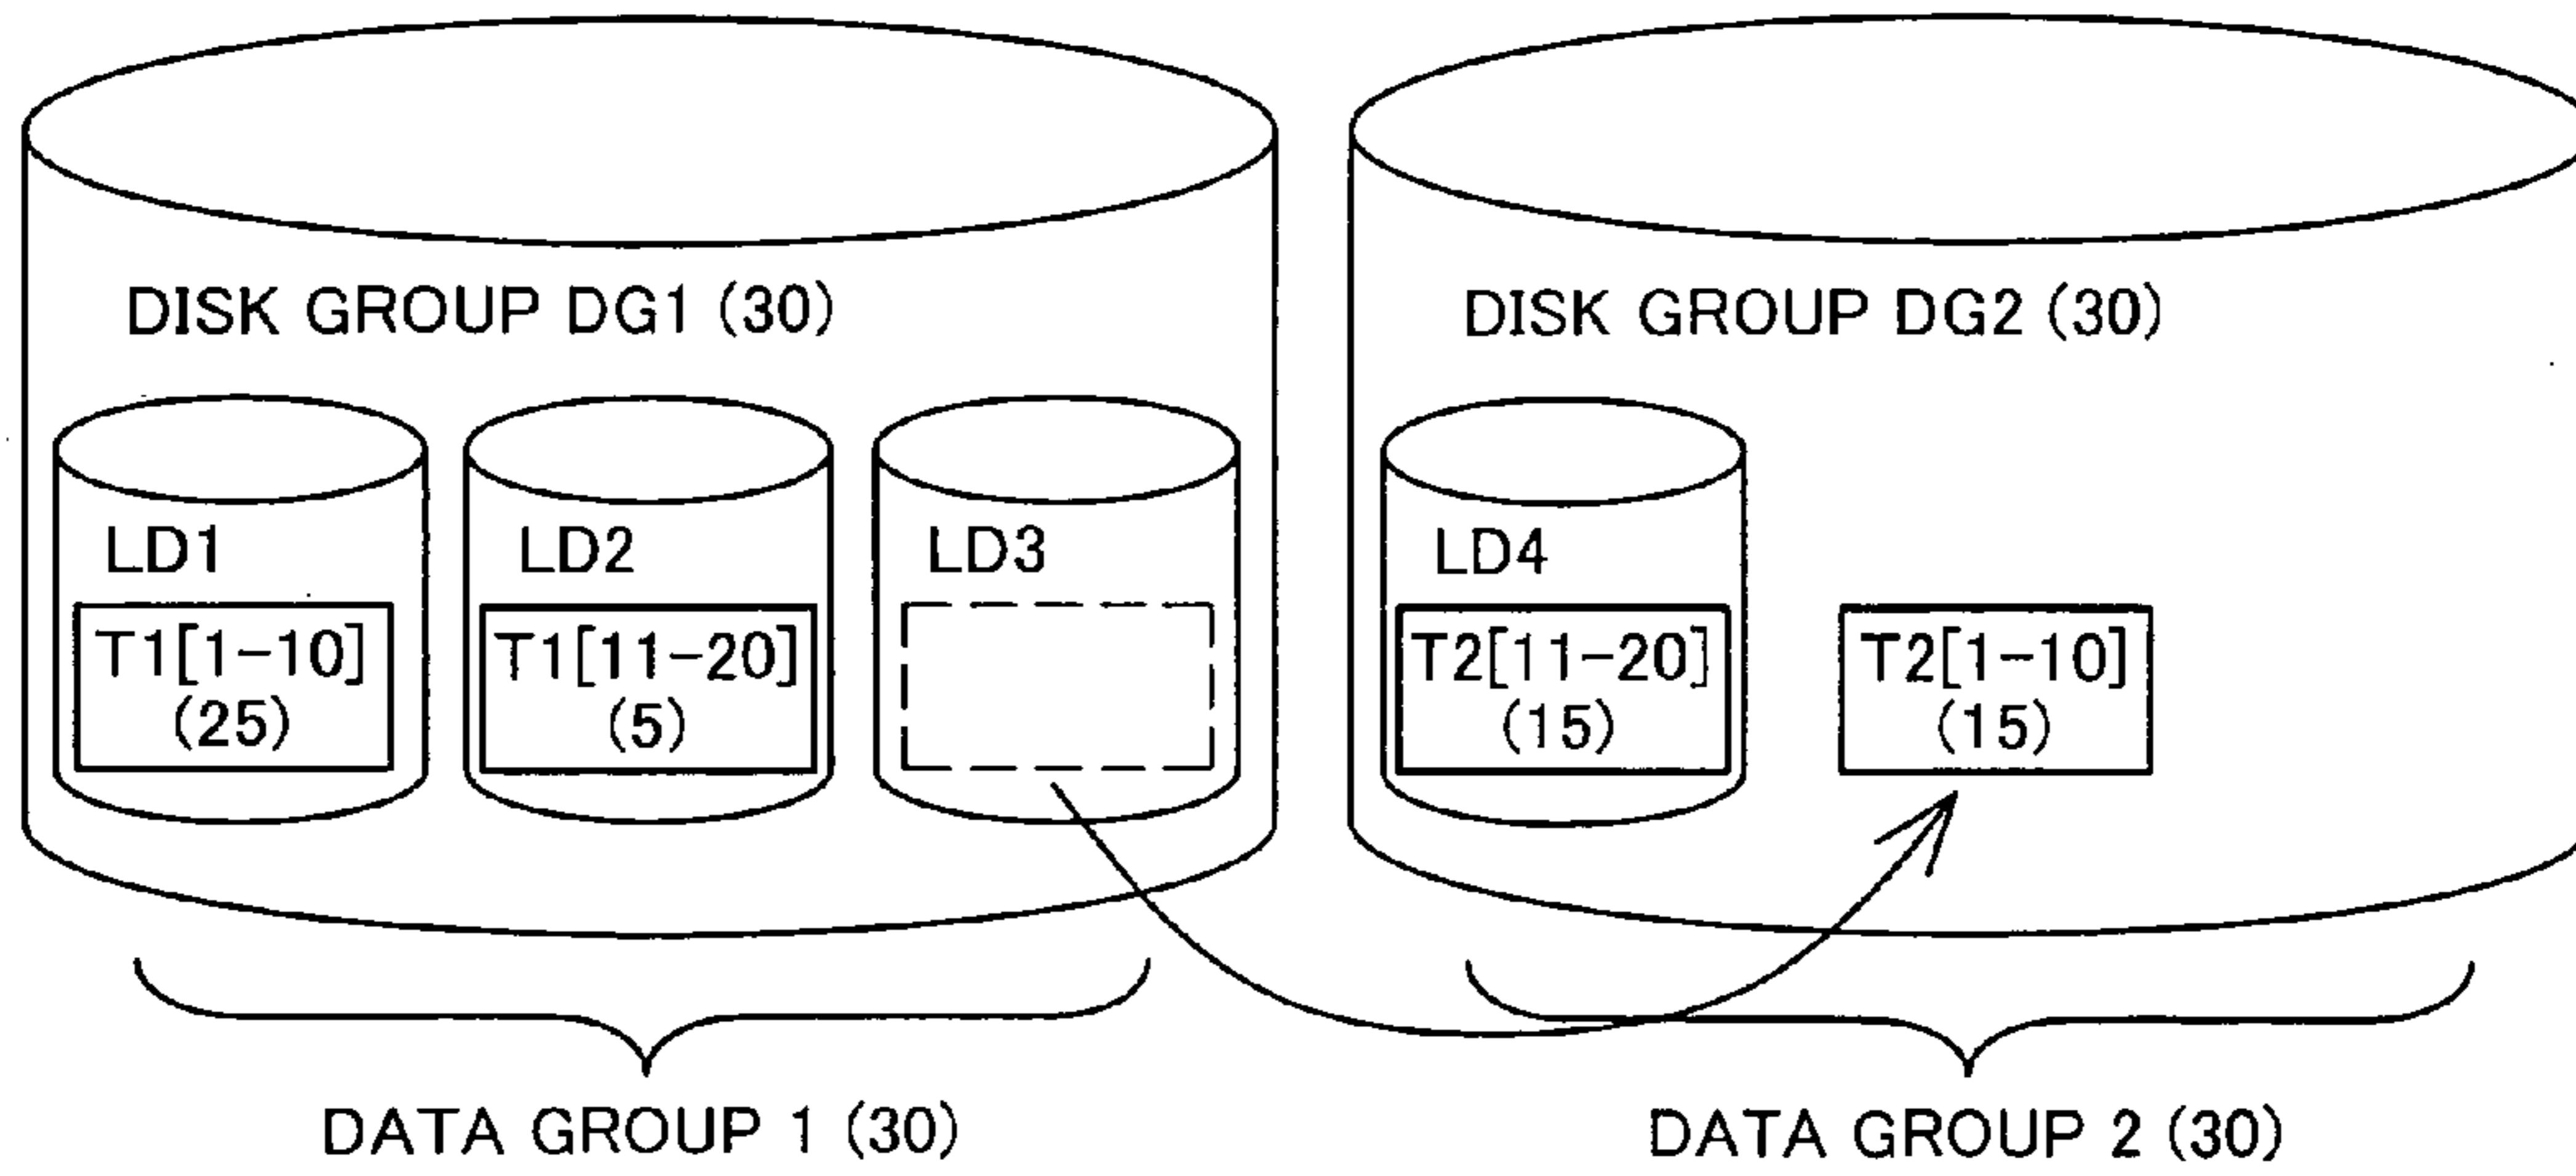 DISK GROUP DG1 (30)
DISK GROUP DG2 (30)
LD1
LD2
LD3
LD4
T1[1-10]
(25)
T1[11-20]
(5)
T2[11-20]
(15)
T2[1-10]
(15)
DATA GROUP 1 (30)
DATA GROUP 2 (30)